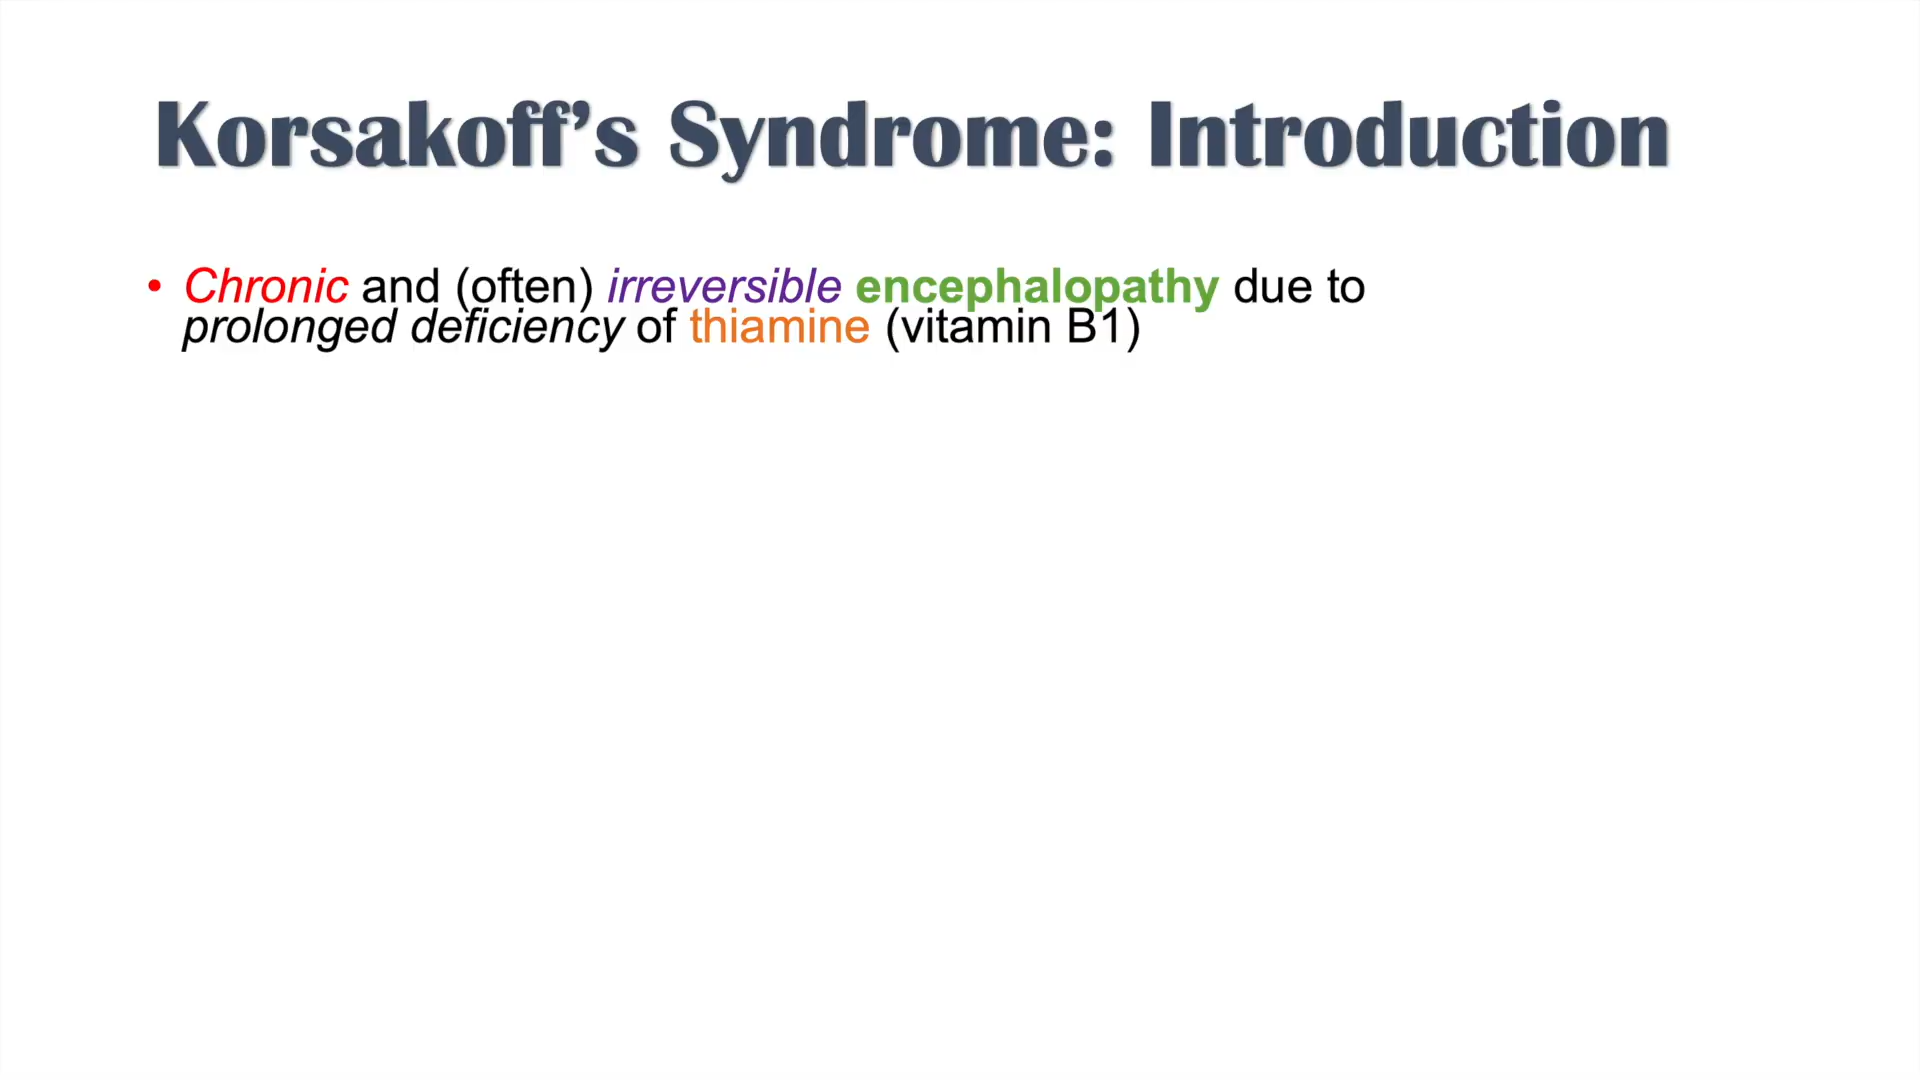 Korsakoff’s Syndrome: Introduction
• Chronic and (often) irreversible encephalopathy due to
prolonged deficiency of thiamine (vitamin B1)